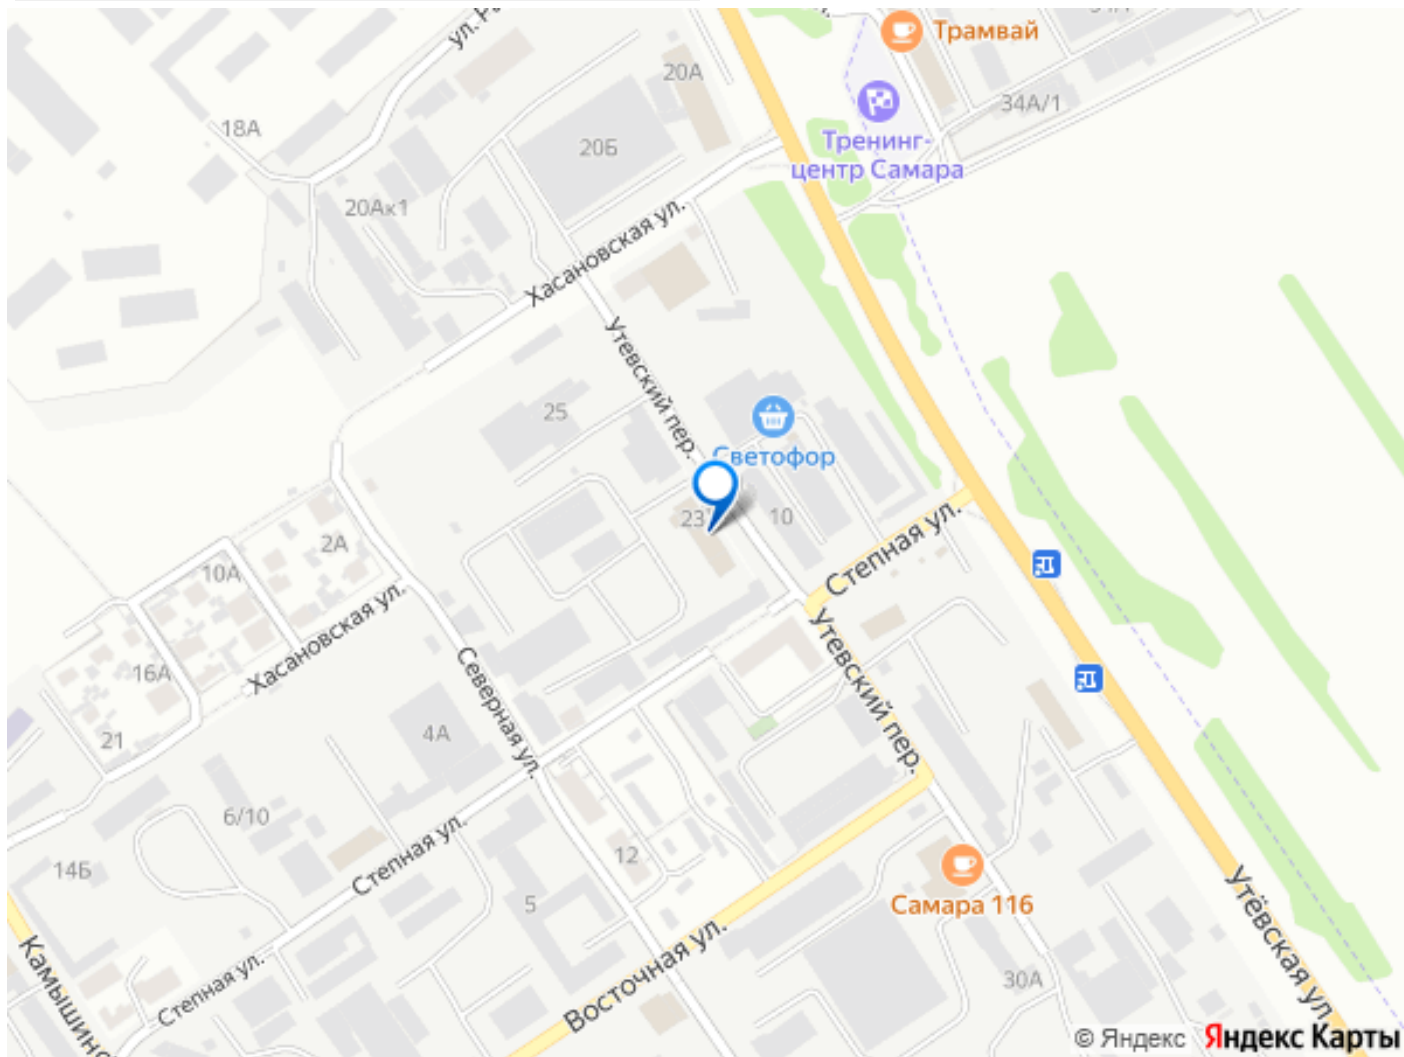 Трамвай
20А
34А/1
18А
20Б
Тренинг-
центр Самара
20Ак1
Хасановская ул.
Утевский пер.
25
Светофор
23
10
Степная ул.
2А
10А
Хасановская ул.
16А
Северная ул.
Утевский пер.
21
4А
6/10
14Б
Степная ул.
12
5
Самара 116
Утёвская ул.
Восточная ул.
Степная ул.
30А
© Яндекс Яндекс Карты